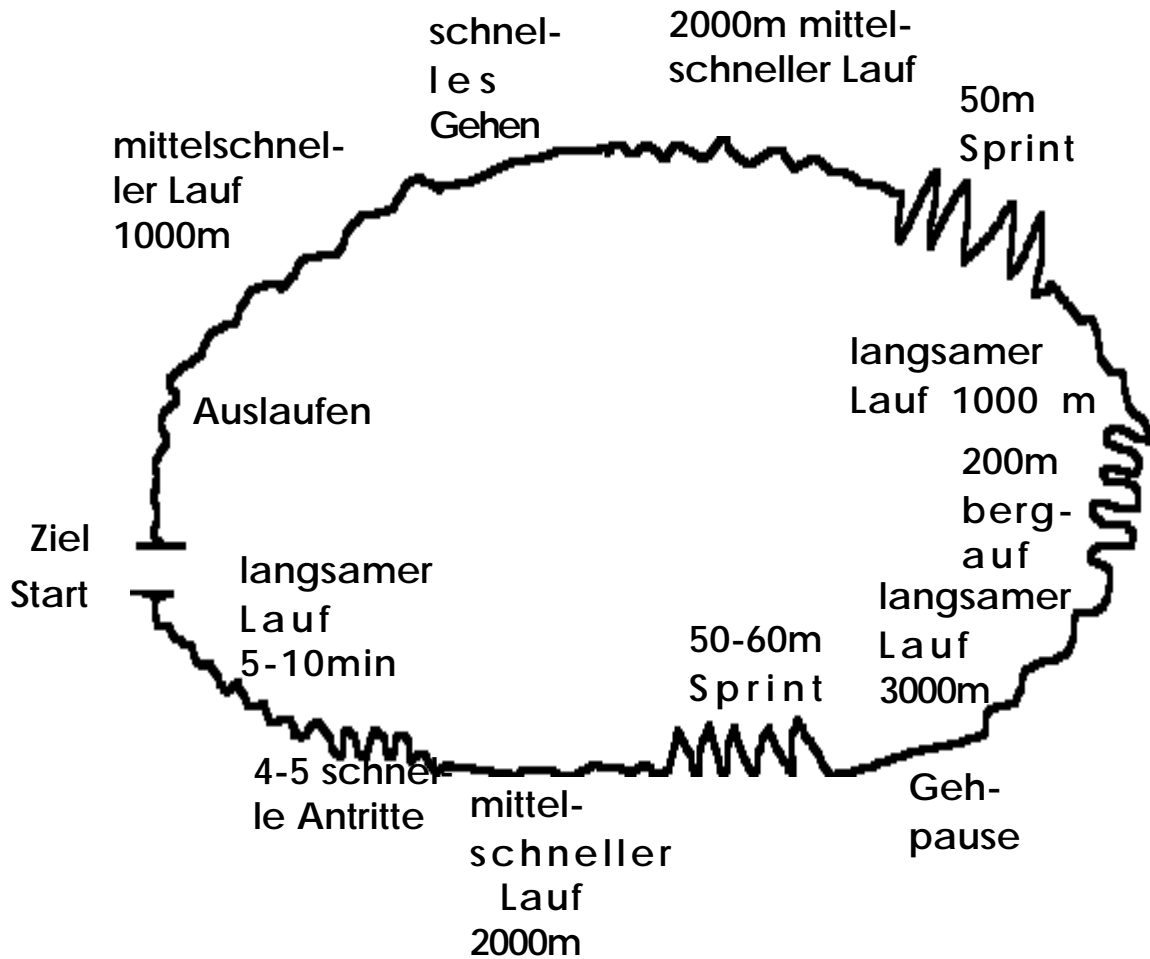 schnel-
les
Gehen
2000m mittel-
schneller Lauf
50m
Sprint
mittelschnel-
ler Lauf
1000m
langsamer
Lauf 1000 m
Auslaufen
200m
berg-
auf
Ziel
Start
langsamer
Lauf
5-10min
langsamer
Lauf
3000m
50-60m
Sprint
4-5 schnel-
le Antritte
mittel-
schneller
Lauf
2000m
Geh-
pause